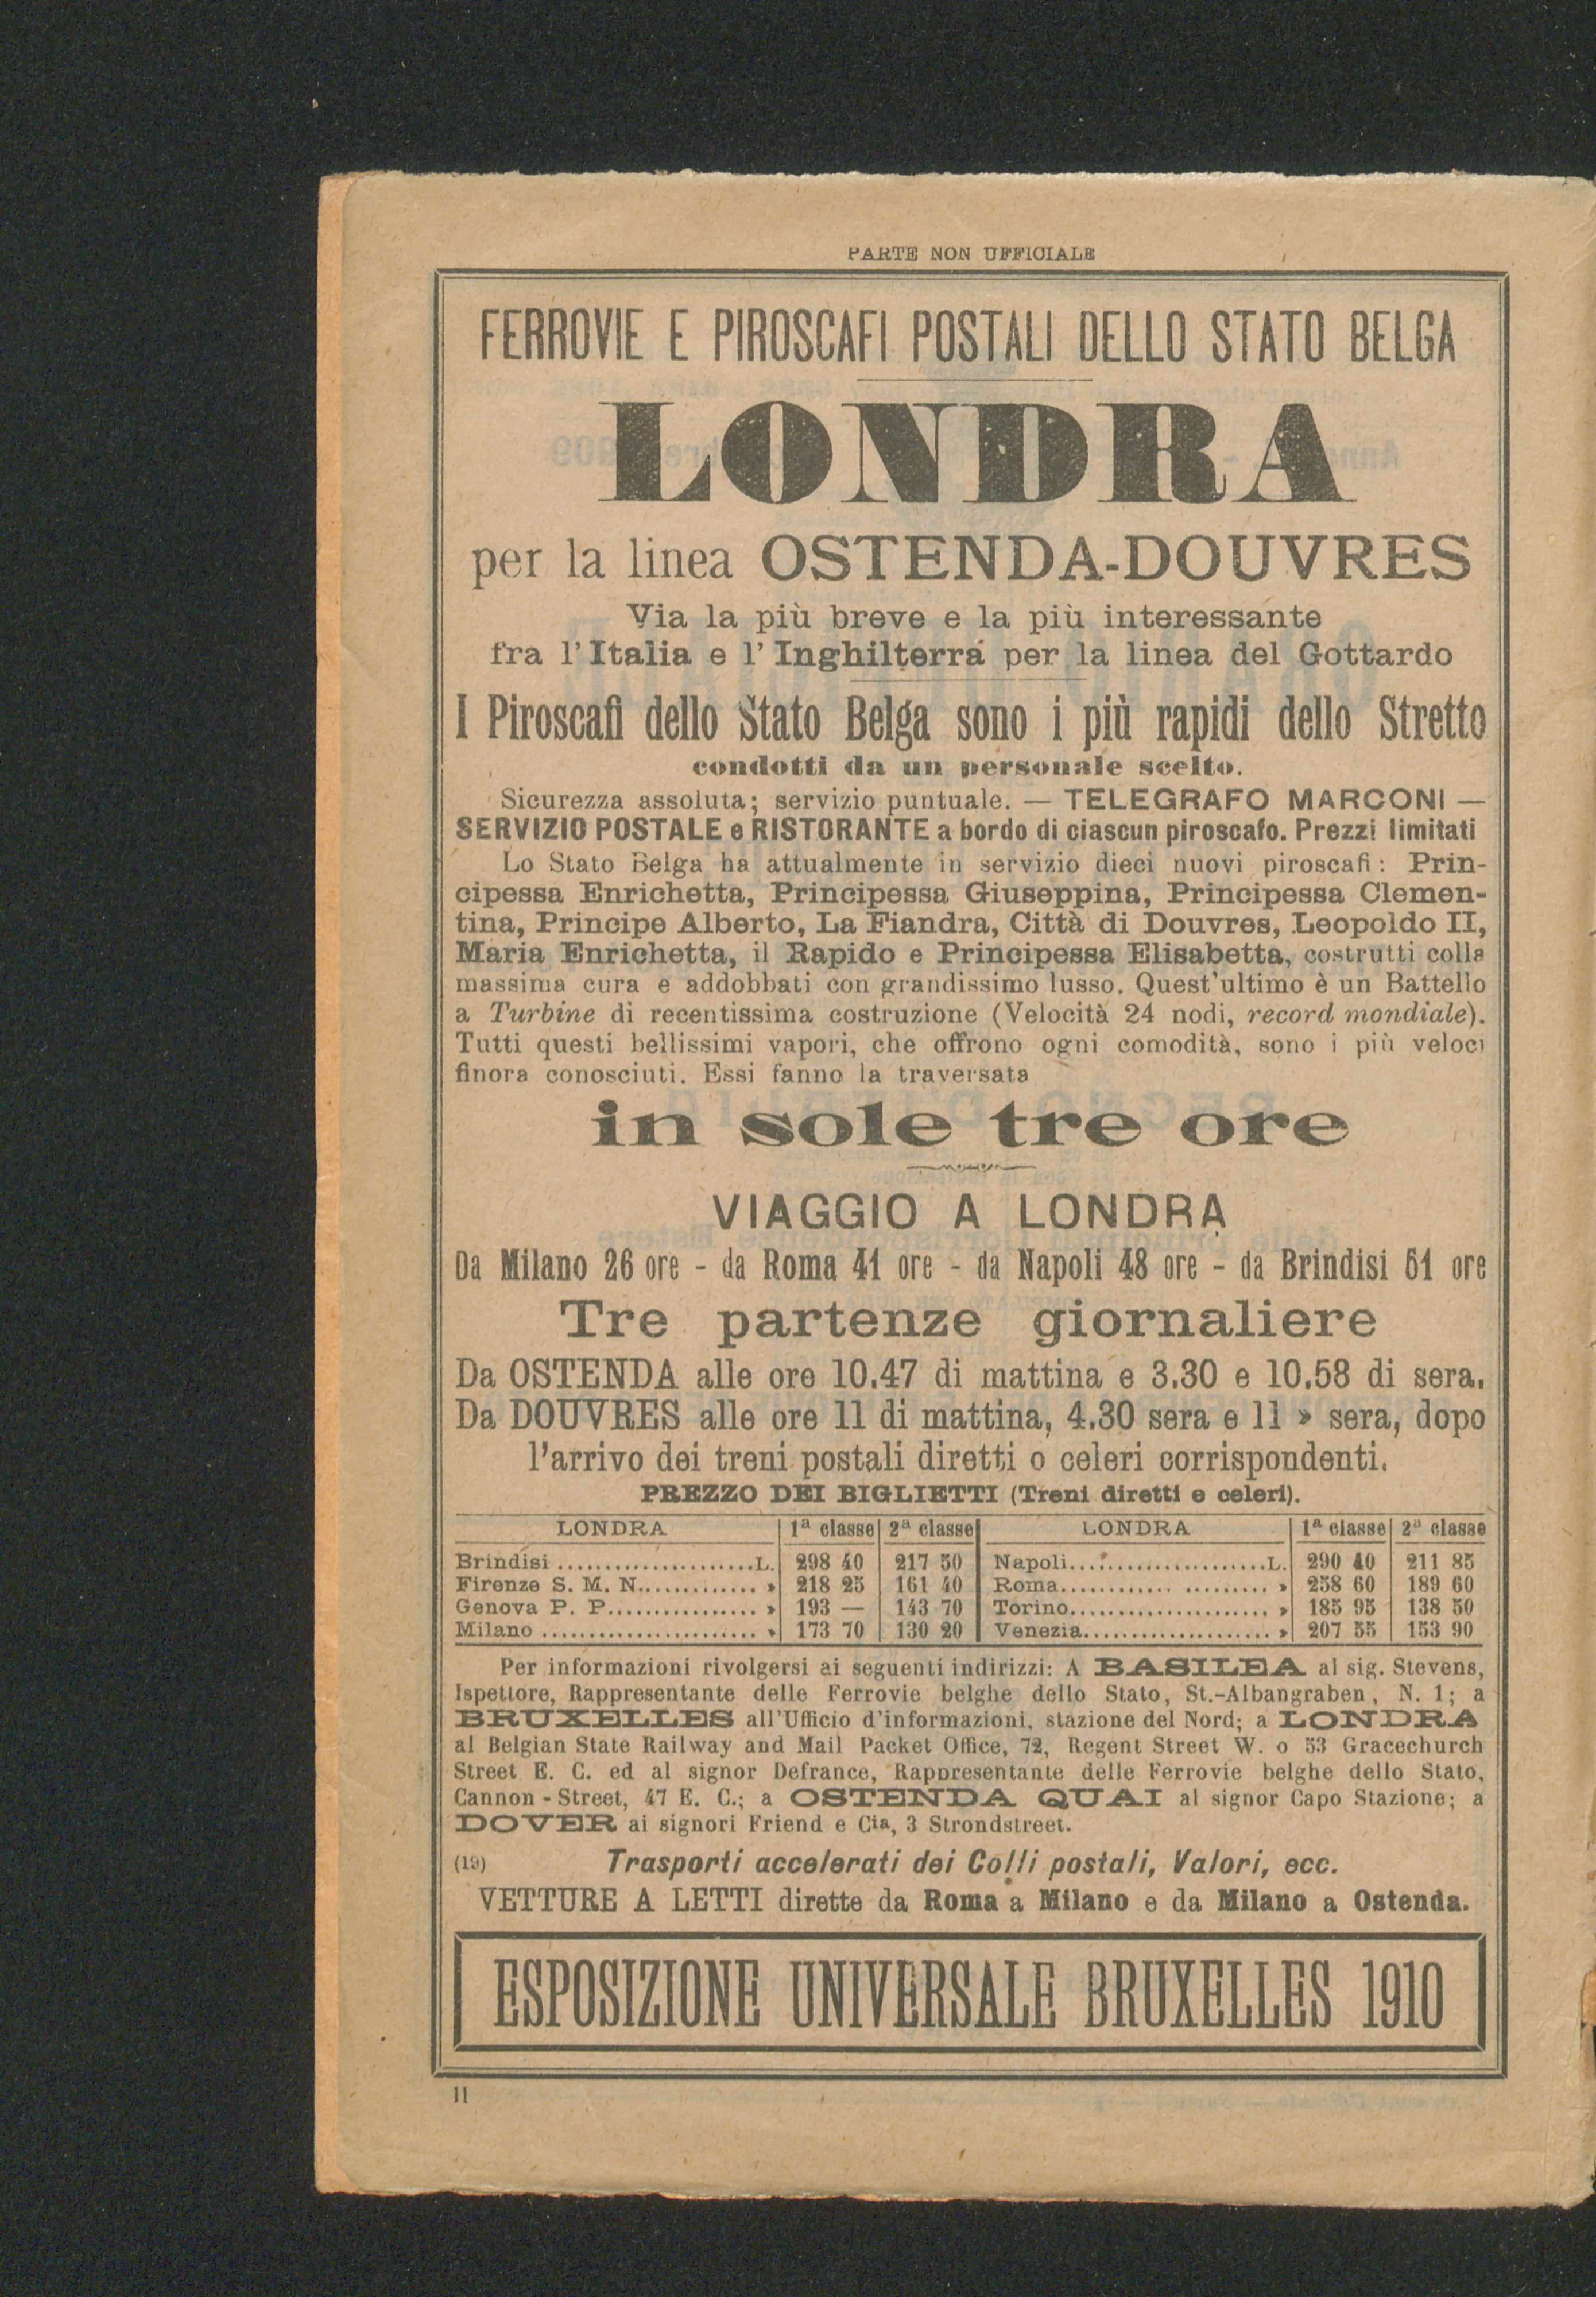 PARTE NON UFFICIALE
FERROVIE E PIROSCAFI POSTALI DELLO STATO BELGA
LONDRA
per la linea OSTENDA-DOUVRES
Via la più breve e la più interessante
fra l'Italia e l'Inghilterra per la linea del Gottardo
I Piroscafi dello Stato Belga sono i più rapidi dello Stretto
condotti da un personale scelto.
Sicurezza assoluta; servizio puntuale. — TELEGRAFO MARCONI —
SERVIZIO POSTALE e RISTORANTE a bordo di ciascun piroscafo. Prezzi limitati
Lo Stato Belga ha attualmente in servizio dieci nuovi piroscafi: Prin-
cipessa Enrichetta, Principessa Giuseppina, Principessa Clemen-
tina, Principe Alberto, La Fiandra, Città di Douvres, Leopoldo II,
Maria Enrichetta, il Rapido e Principessa Elisabetta, costrutti colla
massima cura e addobbati con grandissimo lusso. Quest'ultimo è un Battello
a Turbine di recentissima costruzione (Velocità 24 nodi, record mondiale).
Tutti questi bellissimi vapori, che offrono ogni comodità, sono i più veloci
finora conosciuti. Essi fanno la traversata
in sole tre ore
VIAGGIO A LONDRA
Da Milano 26 ore - da Roma 41 ore - da Napoli 48 ore - da Brindisi 51 ore
Tre partenze giornaliere
Da OSTENDA alle ore 10.47 di mattina e 3.30 e 10.58 di sera.
Da DOUVRES alle ore 11 di mattina, 4.30 sera e 11 » sera, dopo
l'arrivo dei treni postali diretti o celeri corrispondenti.
PREZZO DEI BIGLIETTI (Treni diretti e celeri).
LONDRA 1ª classe 2ª classe LONDRA 1ª classe 2ª classe
Brindisi .....................L. 298 40 217 50 Napoli.....................L. 290 40 211 85
Firenze S. M. N............. » 218 25 161 40 Roma..................... » 258 60 189 60
Genova P. P................ » 193 — 143 70 Torino..................... » 185 95 138 50
Milano ....................... » 173 70 130 20 Venezia.................... » 207 55 153 90
Per informazioni rivolgersi ai seguenti indirizzi: A BASILEA al sig. Stevens,
Ispettore, Rappresentante delle Ferrovie belghe dello Stato, St.-Albangraben, N. 1; a
BRUXELLES all'Ufficio d'informazioni, stazione del Nord; a LONDRA
al Belgian State Railway and Mail Packet Office, 72, Regent Street W. o 53 Gracechurch
Street E. C. ed al signor Defrance, Rappresentante delle Ferrovie belghe dello Stato,
Cannon-Street, 47 E. C.; a OSTENDA QUAI al signor Capo Stazione; a
DOVER ai signori Friend e Cia, 3 Strondstreet.
(19) Trasporti accelerati dei Colli postali, Valori, ecc.
VETTURE A LETTI dirette da Roma a Milano e da Milano a Ostenda.
ESPOSIZIONE UNIVERSALE BRUXELLES 1910
11